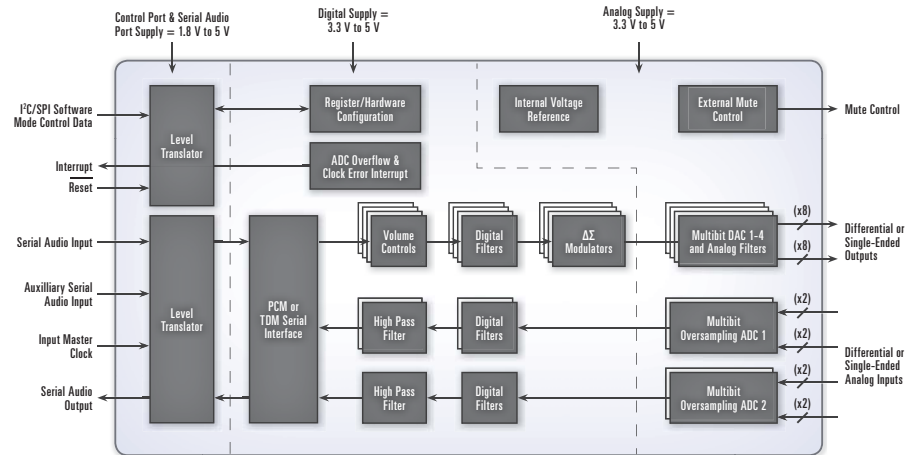 Control Port & Serial Audio
Port Supply = 1.8 V to 5 V
Digital Supply =
3.3 V to 5 V
Analog Supply =
3.3 V to 5 V
I²C/SPI Software
Mode Control Data
Interrupt
Reset
Level
Translator
Register/Hardware
Configuration
ADC Overflow &
Clock Error Interrupt
Internal Voltage
Reference
External Mute
Control
Mute Control
Serial Audio Input
Auxilliary Serial
Audio Input
Input Master
Clock
Serial Audio
Output
Level
Translator
PCM or
TDM Serial
Interface
Volume
Controls
Digital
Filters
ΔΣ
Modulators
Multibit DAC 1-4
and Analog Filters
(x8)
(x8)
Differential or
Single-Ended
Outputs
High Pass
Filter
Digital
Filters
Multibit
Oversampling ADC 1
(x2)
(x2)
High Pass
Filter
Digital
Filters
Multibit
Oversampling ADC 2
(x2)
(x2)
Differential or
Single-Ended
Analog Inputs